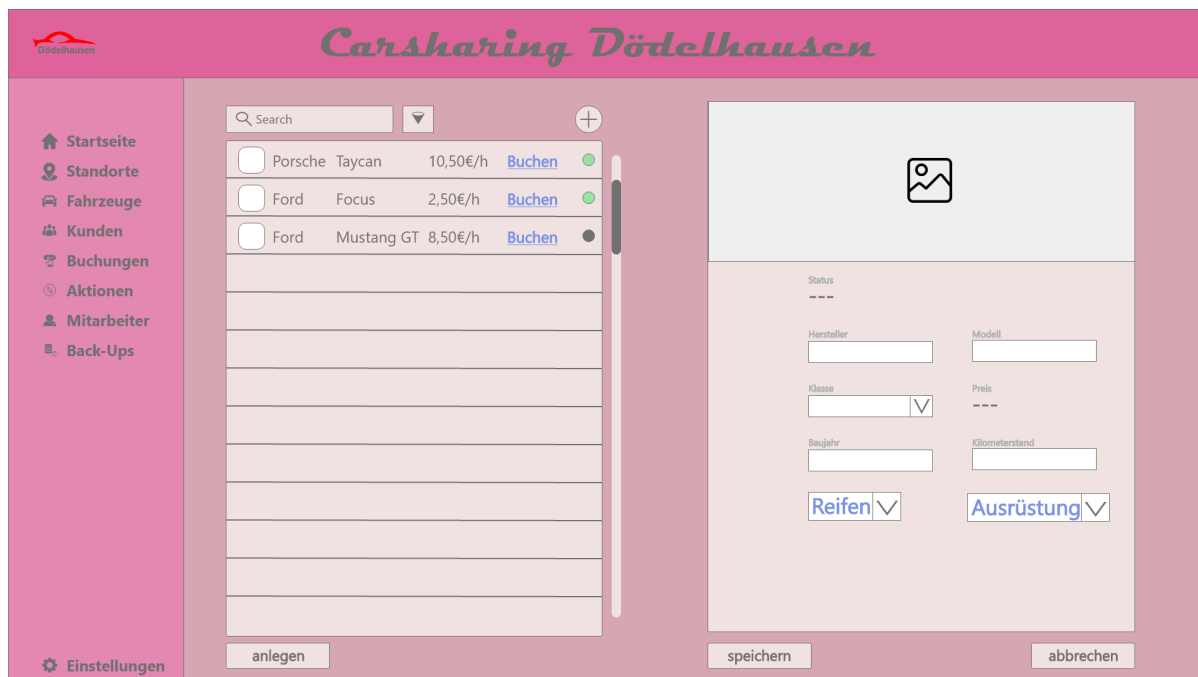 Dödelhausen
Carsharing Dödelhausen
Startseite
Standorte
Fahrzeuge
Kunden
Buchungen
Aktionen
Mitarbeiter
Back-Ups
Einstellungen
Search
Porsche Taycan 10,50€/h Buchen
Ford Focus 2,50€/h Buchen
Ford Mustang GT 8,50€/h Buchen
anlegen
Status
---
Hersteller Modell
Klasse Preis
---
Baujahr Kilometerstand
Reifen Ausrüstung
speichern abbrechen